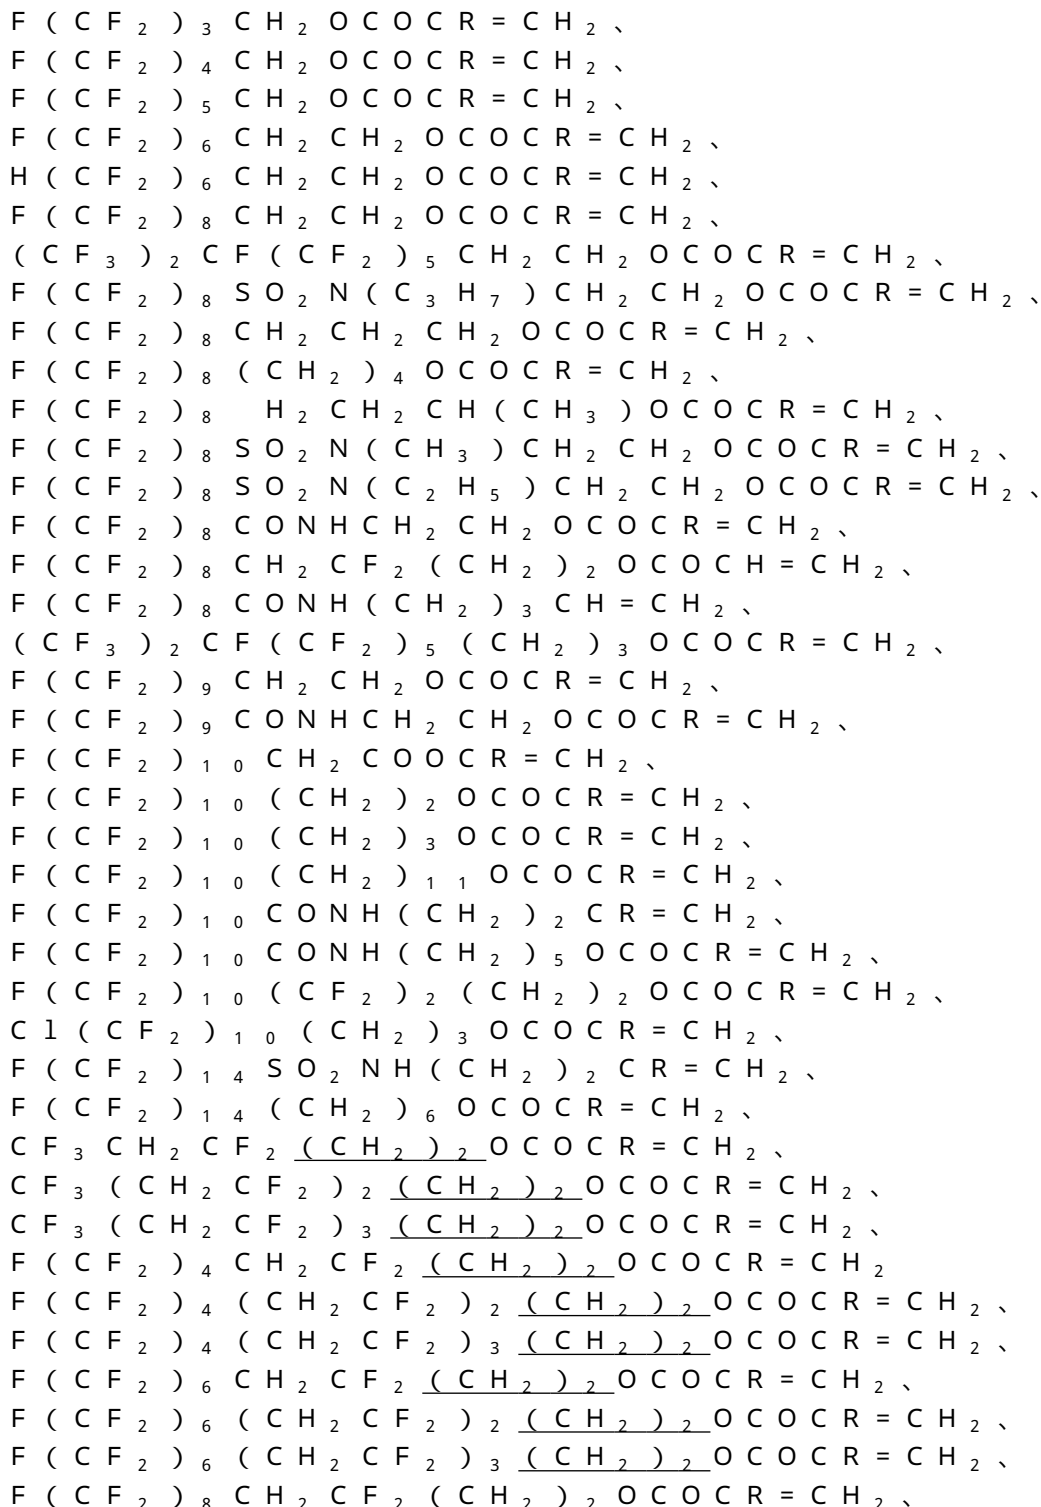 F(CF₂)₃CH₂OCOCR=CH₂、
F(CF₂)₄CH₂OCOCR=CH₂、
F(CF₂)₅CH₂OCOCR=CH₂、
F(CF₂)₆CH₂CH₂OCOCR=CH₂、
H(CF₂)₆CH₂CH₂OCOCR=CH₂、
F(CF₂)₈CH₂CH₂OCOCR=CH₂、
(CF₃)₂CF(CF₂)₅CH₂CH₂OCOCR=CH₂、
F(CF₂)₈SO₂N(C₃H₇)CH₂CH₂OCOCR=CH₂、
F(CF₂)₈CH₂CH₂CH₂OCOCR=CH₂、
F(CF₂)₈(CH₂)₄OCOCR=CH₂、
F(CF₂)₈ H₂CH₂CH(CH₃)OCOCR=CH₂、
F(CF₂)₈SO₂N(CH₃)CH₂CH₂OCOCR=CH₂、
F(CF₂)₈SO₂N(C₂H₅)CH₂CH₂OCOCR=CH₂、
F(CF₂)₈CONHCH₂CH₂OCOCR=CH₂、
F(CF₂)₈CH₂CF₂(CH₂)₂OCOCH=CH₂、
F(CF₂)₈CONH(CH₂)₃CH=CH₂、
(CF₃)₂CF(CF₂)₅(CH₂)₃OCOCR=CH₂、
F(CF₂)₉CH₂CH₂OCOCR=CH₂、
F(CF₂)₉CONHCH₂CH₂OCOCR=CH₂、
F(CF₂)₁₀CH₂COOCR=CH₂、
F(CF₂)₁₀(CH₂)₂OCOCR=CH₂、
F(CF₂)₁₀(CH₂)₃OCOCR=CH₂、
F(CF₂)₁₀(CH₂)₁₁OCOCR=CH₂、
F(CF₂)₁₀CONH(CH₂)₂CR=CH₂、
F(CF₂)₁₀CONH(CH₂)₅OCOCR=CH₂、
F(CF₂)₁₀(CF₂)₂(CH₂)₂OCOCR=CH₂、
Cl(CF₂)₁₀(CH₂)₃OCOCR=CH₂、
F(CF₂)₁₄SO₂NH(CH₂)₂CR=CH₂、
F(CF₂)₁₄(CH₂)₆OCOCR=CH₂、
CF₃CH₂CF₂(CH₂)₂OCOCR=CH₂、
CF₃(CH₂CF₂)₂(CH₂)₂OCOCR=CH₂、
CF₃(CH₂CF₂)₃(CH₂)₂OCOCR=CH₂、
F(CF₂)₄CH₂CF₂(CH₂)₂OCOCR=CH₂
F(CF₂)₄(CH₂CF₂)₂(CH₂)₂OCOCR=CH₂、
F(CF₂)₄(CH₂CF₂)₃(CH₂)₂OCOCR=CH₂、
F(CF₂)₆CH₂CF₂(CH₂)₂OCOCR=CH₂、
F(CF₂)₆(CH₂CF₂)₂(CH₂)₂OCOCR=CH₂、
F(CF₂)₆(CH₂CF₂)₃(CH₂)₂OCOCR=CH₂、
F(CF₂)₈CH₂CF₂(CH₂)₂OCOCR=CH₂、